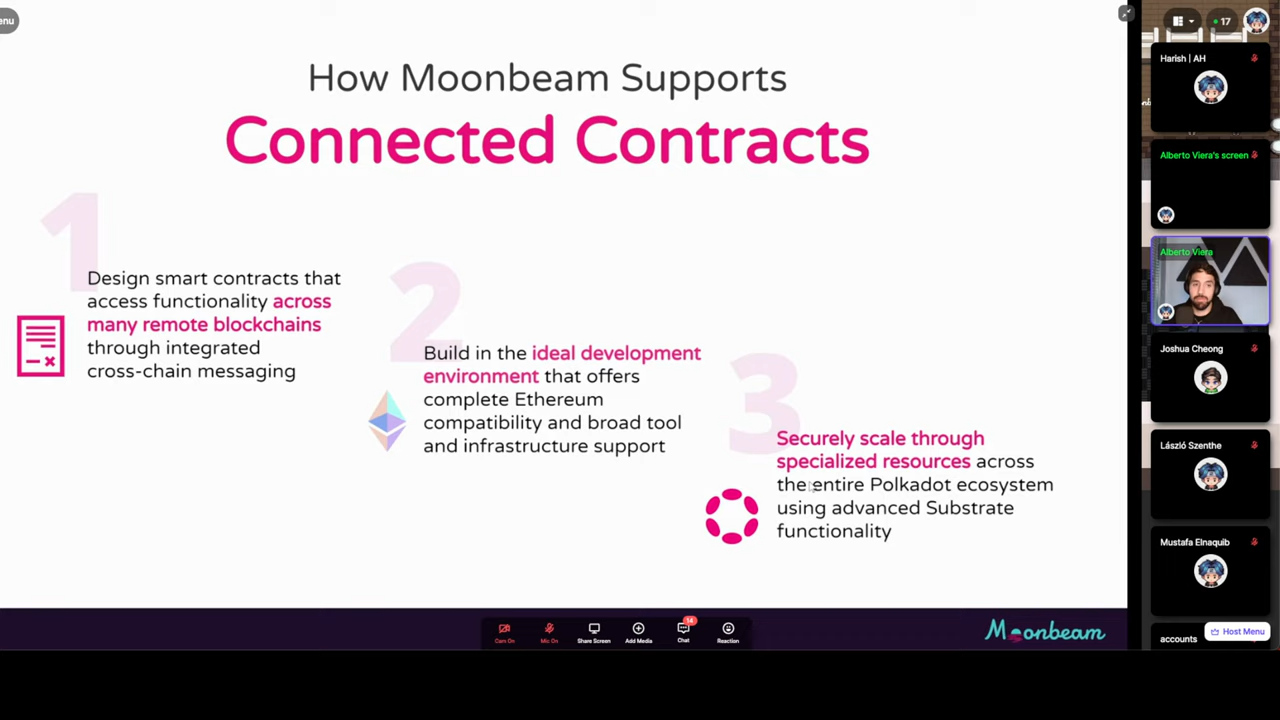 enu
How Moonbeam Supports
Connected Contracts
1
Design smart contracts that
access functionality across
many remote blockchains
through integrated
cross-chain messaging
2
Build in the ideal development
environment that offers
complete Ethereum
compatibility and broad tool
and infrastructure support
3
Securely scale through
specialized resources across
the entire Polkadot ecosystem
using advanced Substrate
functionality
Cam On
Mic On
Share Screen
Add Media
14
Chat
Reaction
Moonbeam
17
Harish | AH
Alberto Viera's screen
Alberto Viera
Joshua Cheong
László Szenthe
Mustafa Elnaquib
accounts
Host Menu